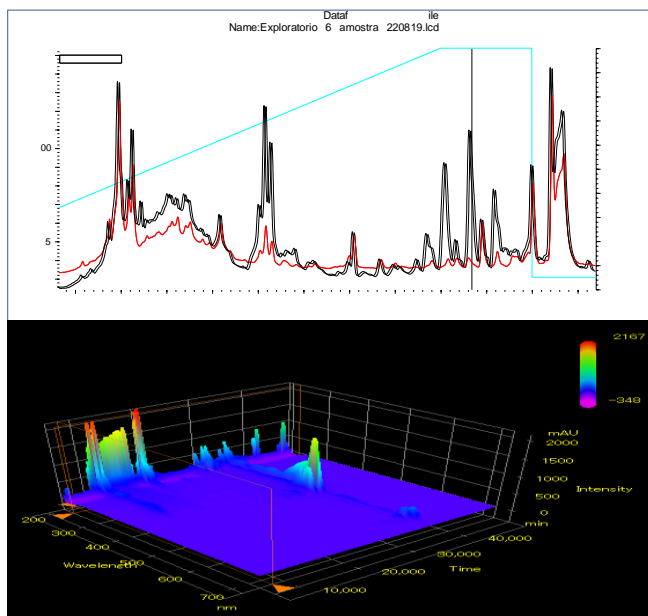 Dataf ile
Name:Exploratorio 6 amostra 220819.lcd
00
5
2167
-348
mAU
2000
1500
1000
500
0
Intensity
min
200
300
400
500
600
700
Wavelength
nm
10,000
20,000
30,000
40,000
Time